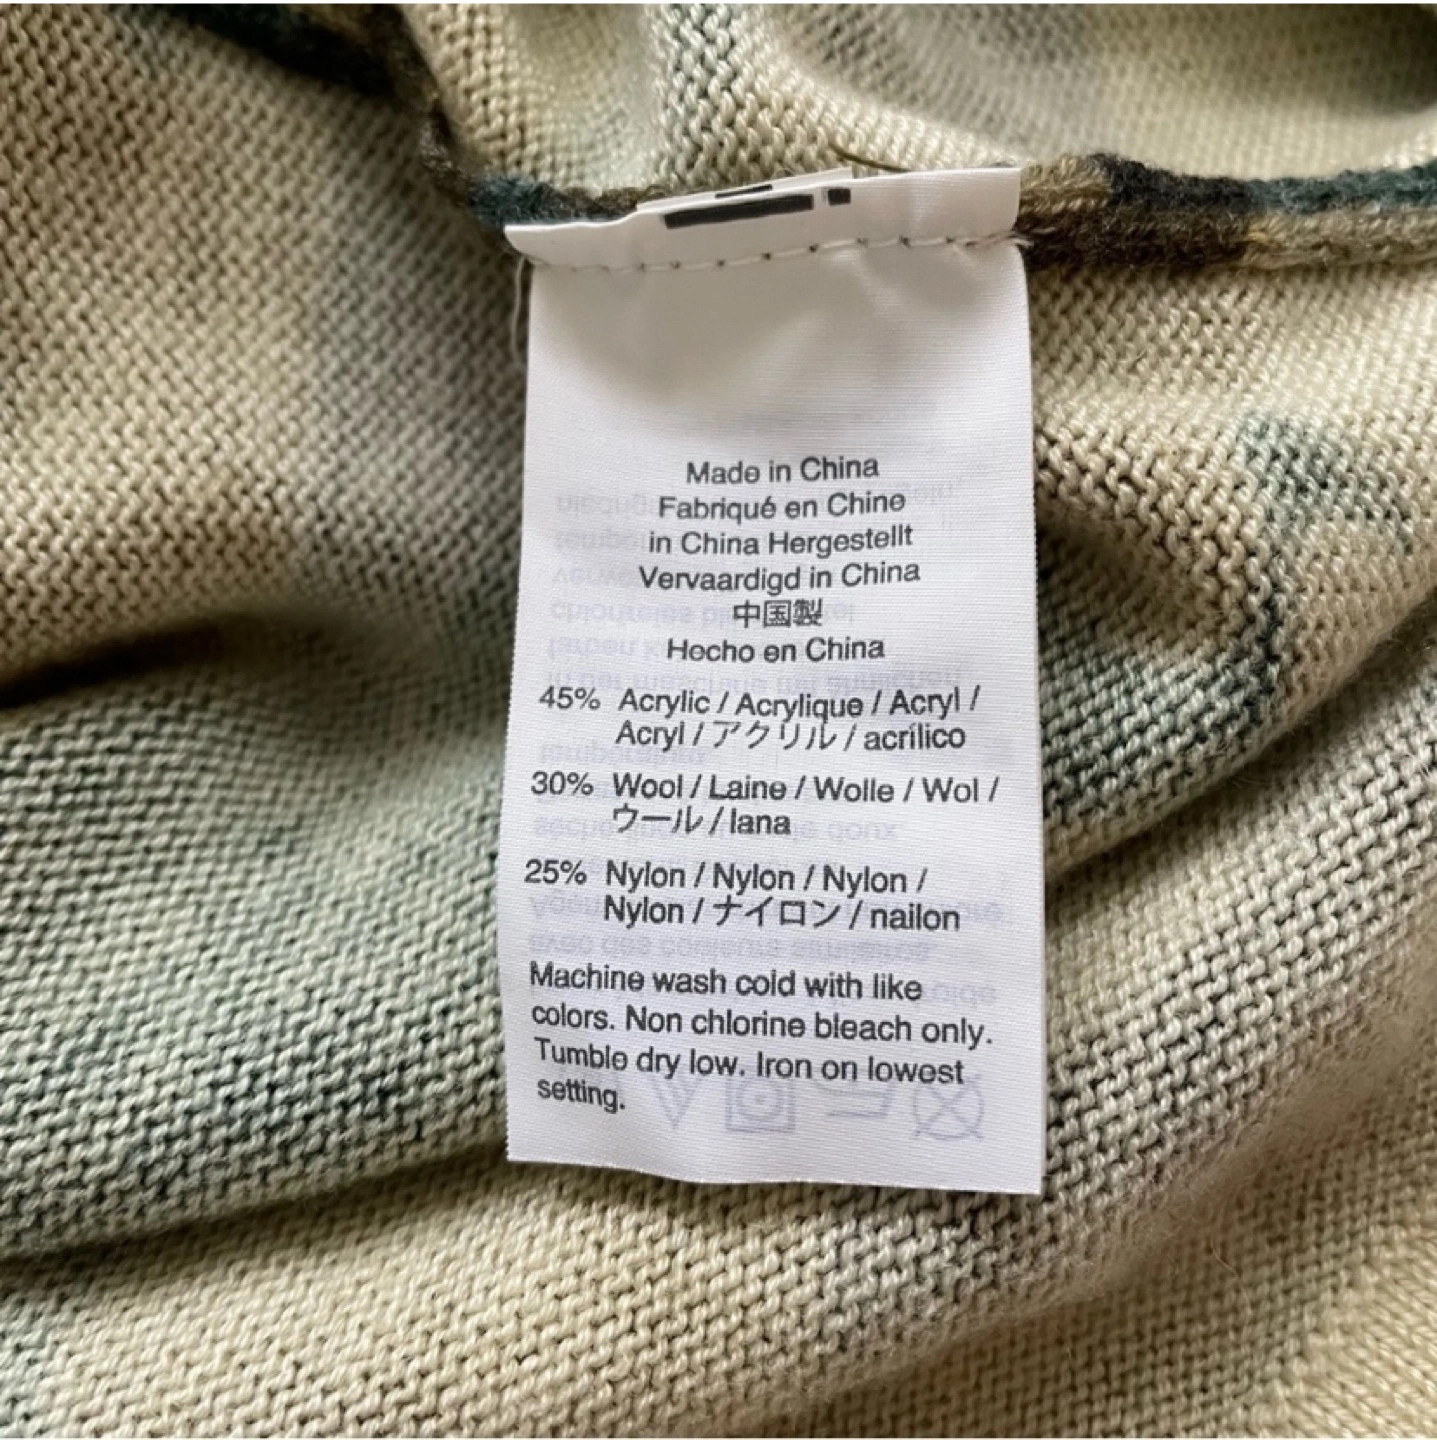 Made in China
Fabriqué en Chine
in China Hergestellt
Vervaardigd in China
中国製
Hecho en China
45% Acrylic / Acrylique / Acryl /
Acryl / アクリル / acrílico
30% Wool / Laine / Wolle / Wol /
ウール / lana
25% Nylon / Nylon / Nylon /
Nylon / ナイロン / nailon
Machine wash cold with like
colors. Non chlorine bleach only.
Tumble dry low. Iron on lowest
setting.